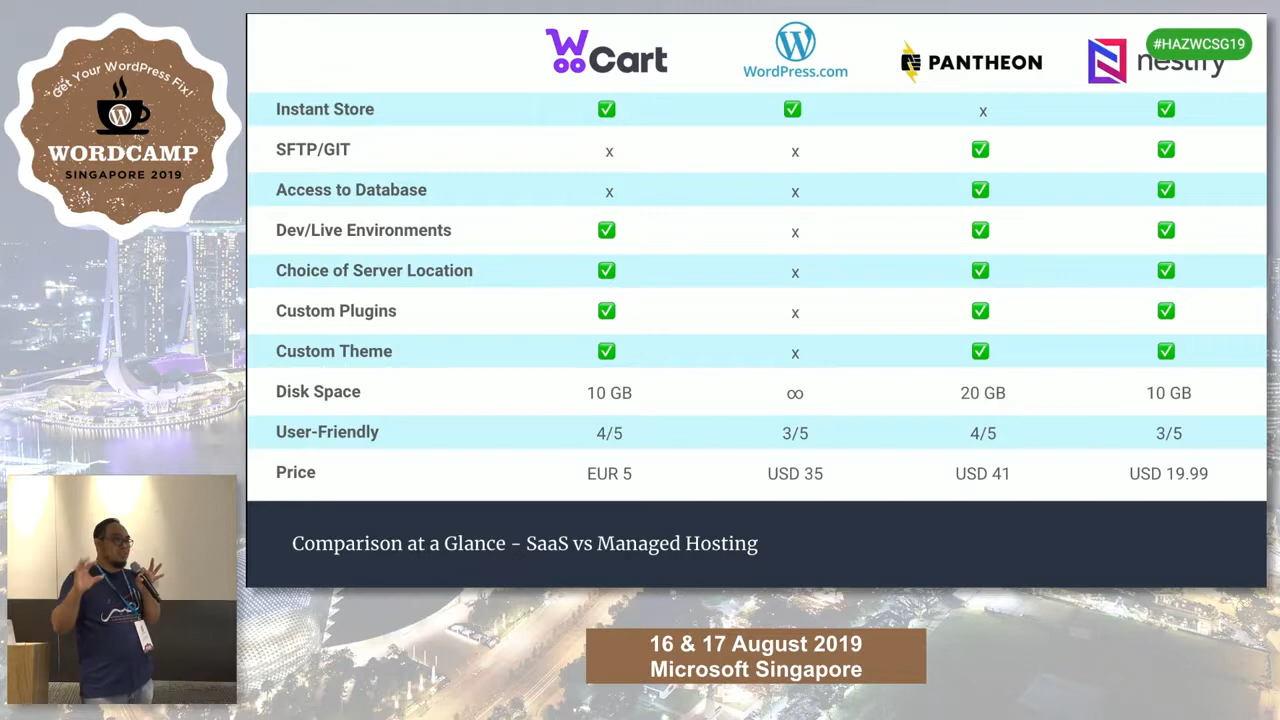 Get Your WordPress Fix!
WORDCAMP
SINGAPORE 2019
WooCart
WordPress.com
PANTHEON
nestify
#HAZWCSG19
Instant Store ✅ ✅ x ✅
SFTP/GIT x x ✅ ✅
Access to Database x x ✅ ✅
Dev/Live Environments ✅ x ✅ ✅
Choice of Server Location ✅ x ✅ ✅
Custom Plugins ✅ x ✅ ✅
Custom Theme ✅ x ✅ ✅
Disk Space 10 GB ∞ 20 GB 10 GB
User-Friendly 4/5 3/5 4/5 3/5
Price EUR 5 USD 35 USD 41 USD 19.99
Comparison at a Glance - SaaS vs Managed Hosting
16 & 17 August 2019
Microsoft Singapore